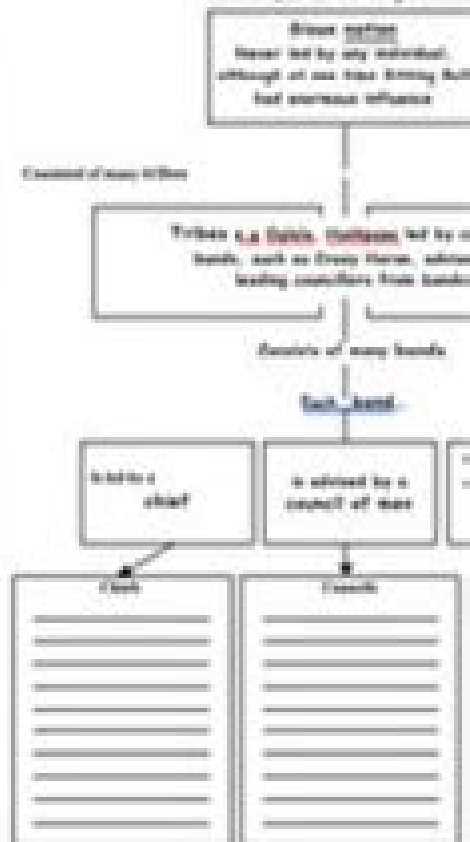 Sioux nation
Never led by any individual,
although at one time Sitting Bull
had enormous influence
Consisted of many tribes
Tribes e.g Oglala, led by
bands, such as Crazy Horse,
leading councillors from bands
Consists of many bands
Each band
Is led by a
chief
is advised by a
council of men
Chiefs
Councils